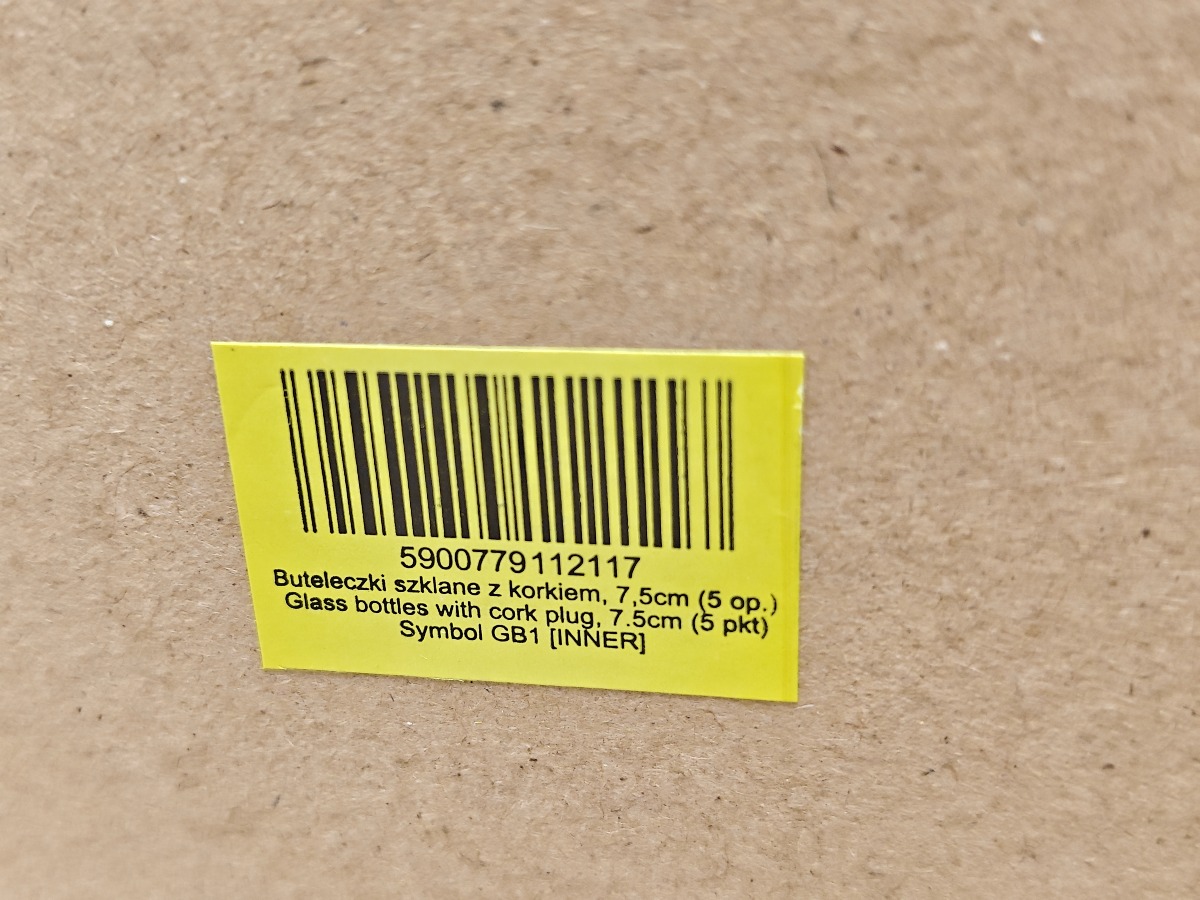 5900779112117
Buteleczki szklane z korkiem, 7,5cm (5 op.)
Glass bottles with cork plug, 7.5cm (5 pkt)
Symbol GB1 [INNER]